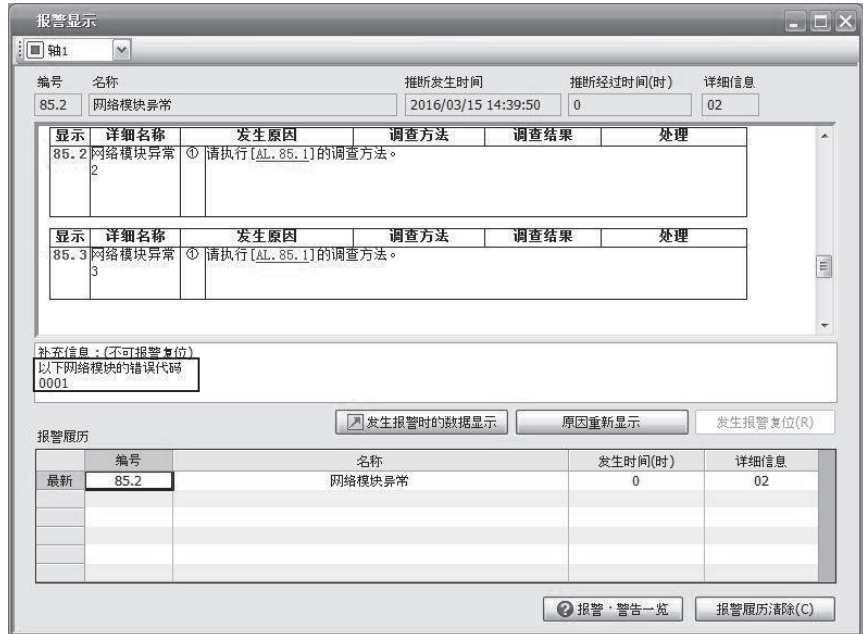 报警显示
轴1
编号 名称 推断发生时间 推断经过时间(时) 详细信息
85.2 网络模块异常 2016/03/15 14:39:50 0 02
显示 详细名称 发生原因 调查方法 调查结果 处理
85.2 网络模块异常 ① 请执行[AL.85.1]的调查方法。
2
显示 详细名称 发生原因 调查方法 调查结果 处理
85.3 网络模块异常 ① 请执行[AL.85.1]的调查方法。
3
补充信息:(不可报警复位)
以下网络模块的错误代码
0001
发生报警时的数据显示 原因重新显示 发生报警复位(R)
报警履历
编号 名称 发生时间(时) 详细信息
最新 85.2 网络模块异常 0 02
报警・警告一览 报警履历清除(C)